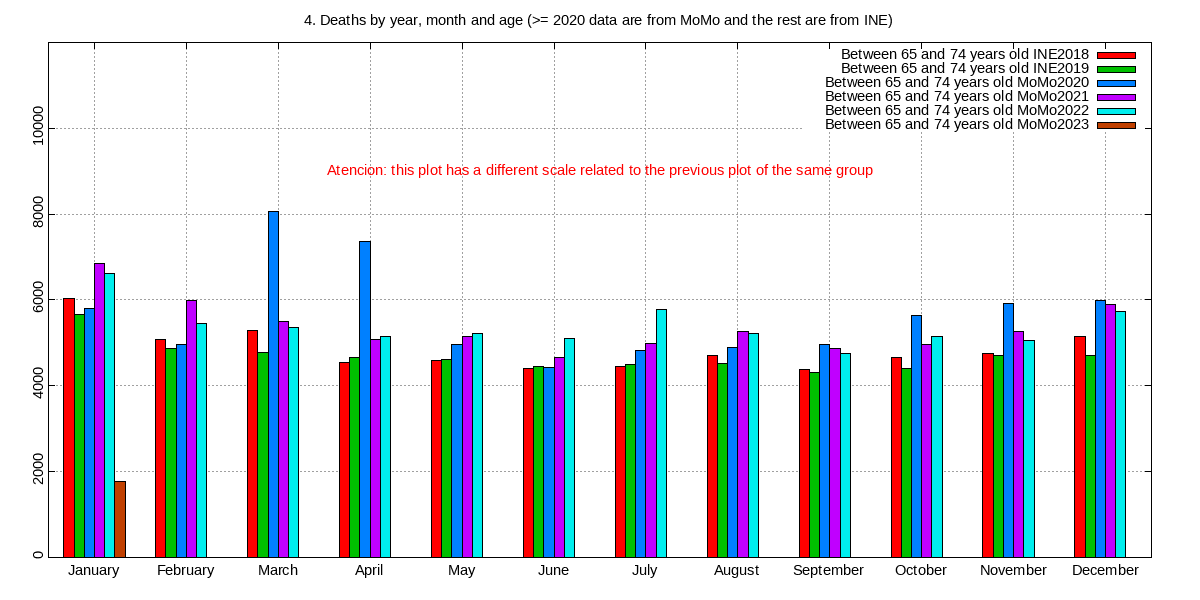 4. Deaths by year, month and age (>= 2020 data are from MoMo and the rest are from INE)
Between 65 and 74 years old INE2018
Between 65 and 74 years old INE2019
Between 65 and 74 years old MoMo2020
Between 65 and 74 years old MoMo2021
Between 65 and 74 years old MoMo2022
Between 65 and 74 years old MoMo2023
Atencion: this plot has a different scale related to the previous plot of the same group
10000
8000
6000
4000
2000
0
January February March April May June July August September October November December